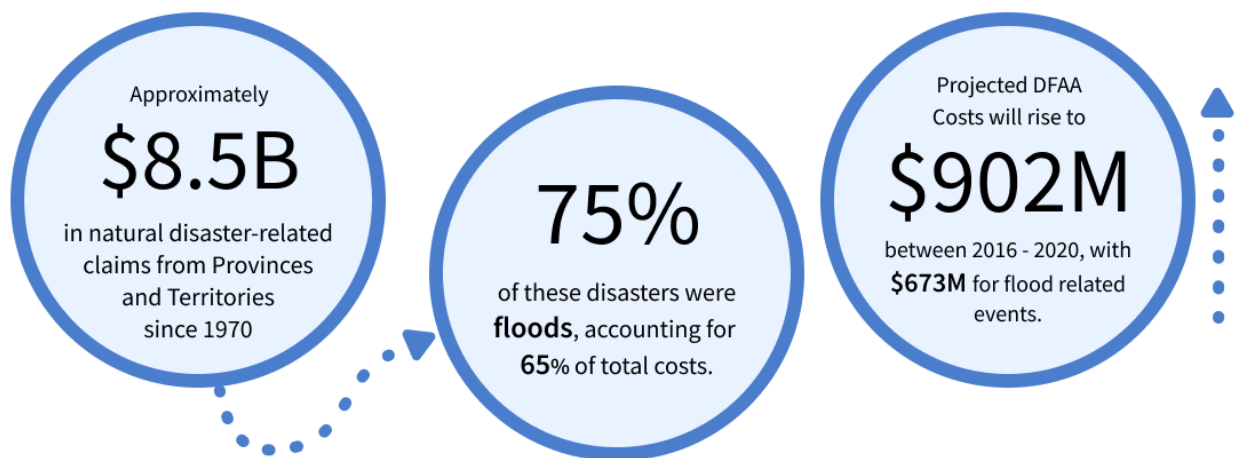 Approximately
$8.5B
in natural disaster-related
claims from Provinces
and Territories
since 1970
75%
of these disasters were
floods, accounting for
65% of total costs.
Projected DFAA
Costs will rise to
$902M
between 2016 - 2020, with
$673M for flood related
events.